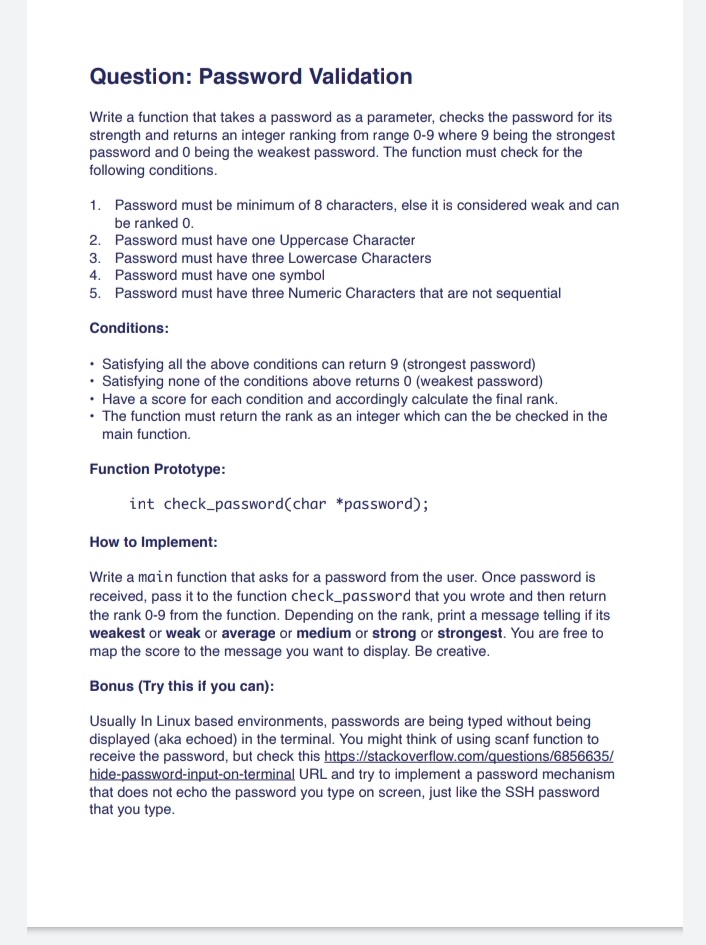 Question: Password Validation
Write a function that takes a password as a parameter, checks the password for its
strength and returns an integer ranking from range 0-9 where 9 being the strongest
password and 0 being the weakest password. The function must check for the
following conditions.
1. Password must be minimum of 8 characters, else it is considered weak and can
be ranked 0.
2. Password must have one Uppercase Character
3. Password must have three Lowercase Characters
4. Password must have one symbol
5. Password must have three Numeric Characters that are not sequential
Conditions:
• Satisfying all the above conditions can return 9 (strongest password)
• Satisfying none of the conditions above returns 0 (weakest password)
• Have a score for each condition and accordingly calculate the final rank.
• The function must return the rank as an integer which can the be checked in the
main function.
Function Prototype:
int check_password(char *password);
How to Implement:
Write a main function that asks for a password from the user. Once password is
received, pass it to the function check_password that you wrote and then return
the rank 0-9 from the function. Depending on the rank, print a message telling if its
weakest or weak or average or medium or strong or strongest. You are free to
map the score to the message you want to display. Be creative.
Bonus (Try this if you can):
Usually In Linux based environments, passwords are being typed without being
displayed (aka echoed) in the terminal. You might think of using scanf function to
receive the password, but check this https://stackoverflow.com/questions/6856635/
hide-password-input-on-terminal URL and try to implement a password mechanism
that does not echo the password you type on screen, just like the SSH password
that you type.